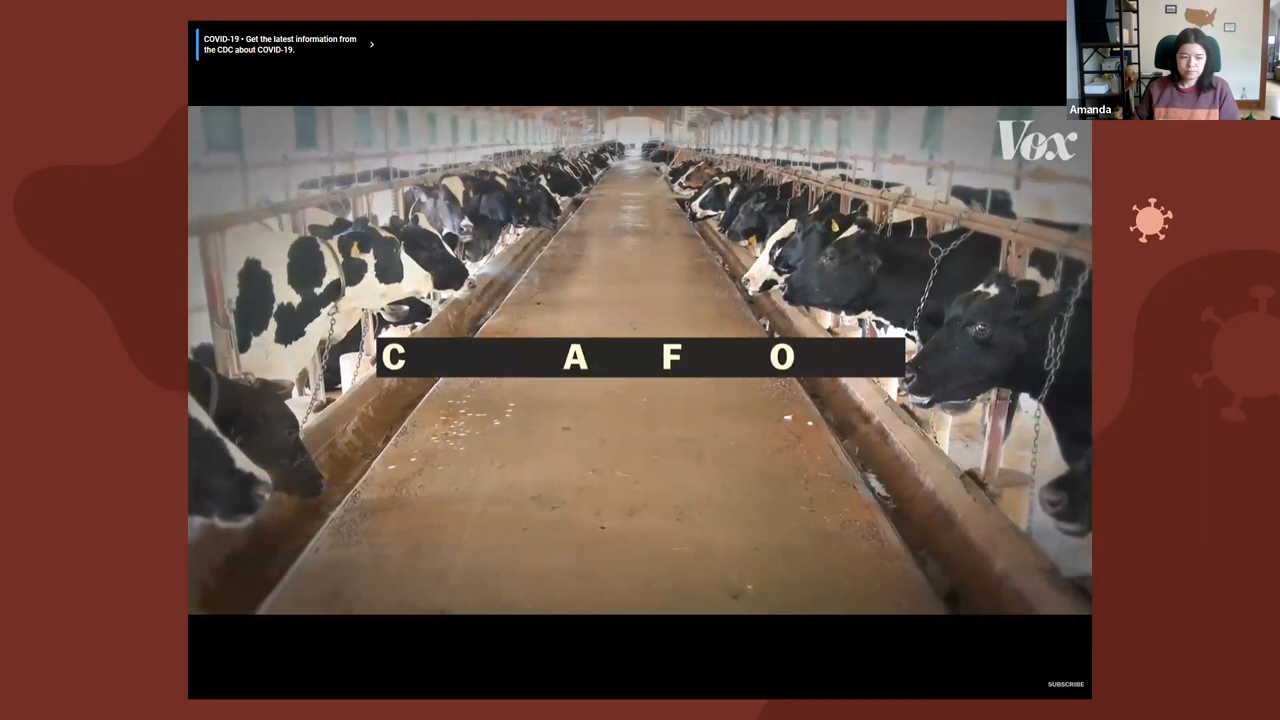 COVID-19 • Get the latest information from
the CDC about COVID-19.
Amanda
Vox
C A F O
SUBSCRIBE